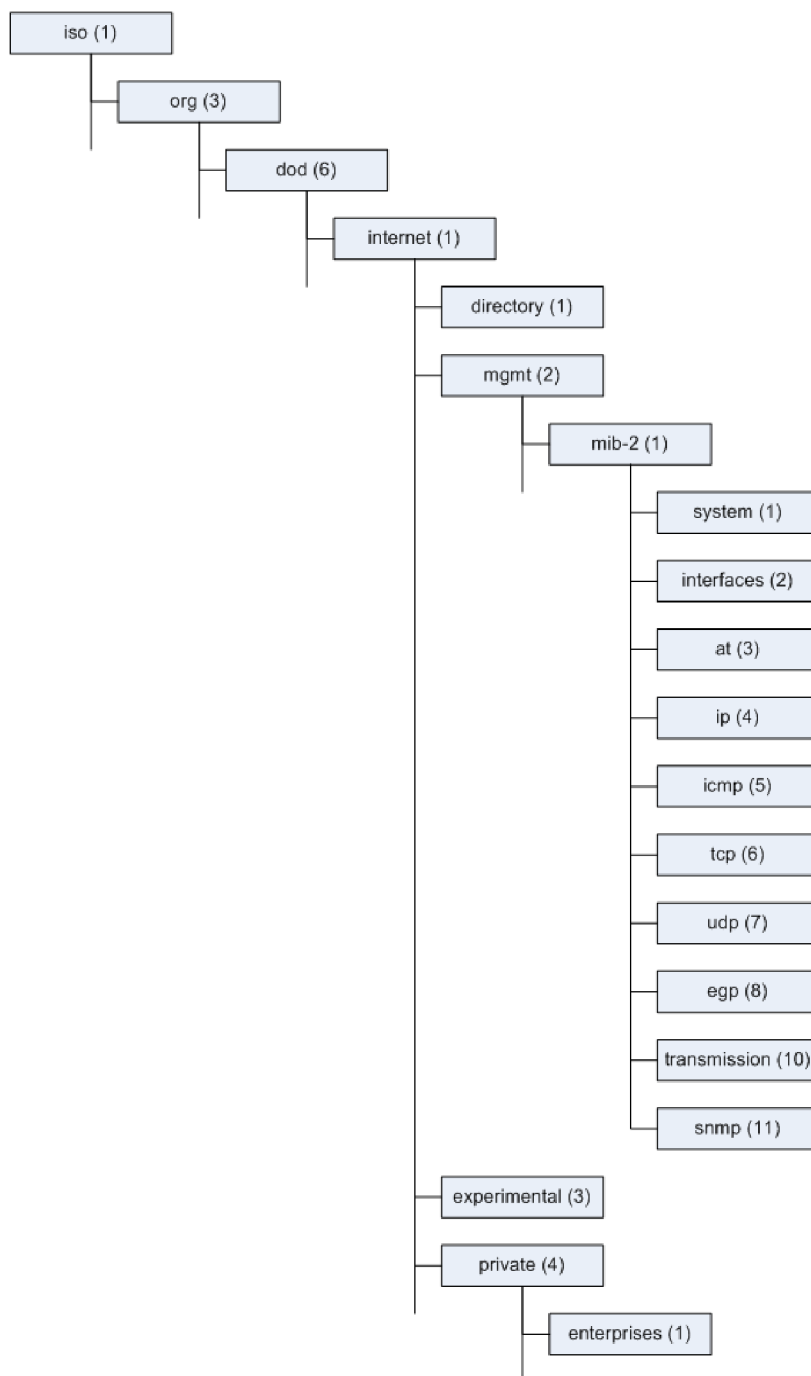 iso (1)
org (3)
dod (6)
internet (1)
directory (1)
mgmt (2)
mib-2 (1)
system (1)
interfaces (2)
at (3)
ip (4)
icmp (5)
tcp (6)
udp (7)
egp (8)
transmission (10)
snmp (11)
experimental (3)
private (4)
enterprises (1)